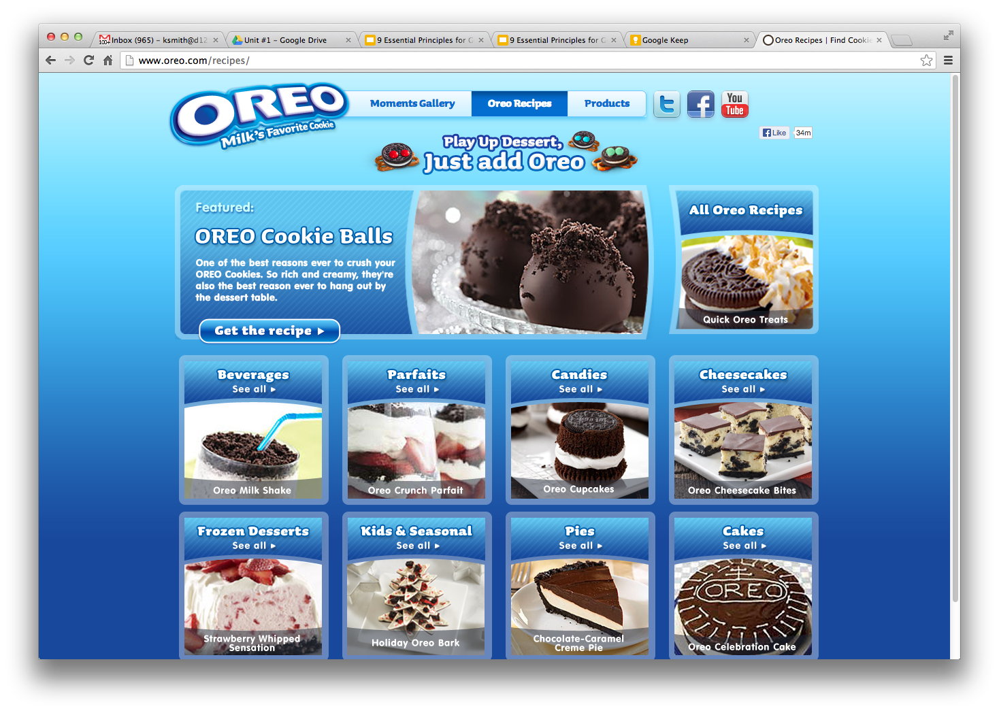 Inbox (965) – ksmith@d12
Unit #1 – Google Drive
9 Essential Principles for G
9 Essential Principles for G
Google Keep
Oreo Recipes | Find Cookie
100+
www.oreo.com/recipes/
OREO
Milk's Favorite Cookie
Moments Gallery
Oreo Recipes
Products
You
Tube
Like
34m
Play Up Dessert,
Just add Oreo
Featured:
OREO Cookie Balls
One of the best reasons ever to crush your
OREO Cookies. So rich and creamy, they're
also the best reason ever to hang out by
the dessert table.
Get the recipe
All Oreo Recipes
Quick Oreo Treats
Beverages
See all
Oreo Milk Shake
Parfaits
See all
Oreo Crunch Parfait
Candies
See all
Oreo Cupcakes
Cheesecakes
See all
Oreo Cheesecake Bites
Frozen Desserts
See all
Strawberry Whipped
Sensation
Kids & Seasonal
See all
Holiday Oreo Bark
Pies
See all
Chocolate-Caramel
Creme Pie
Cakes
See all
OREO
Oreo Celebration Cake